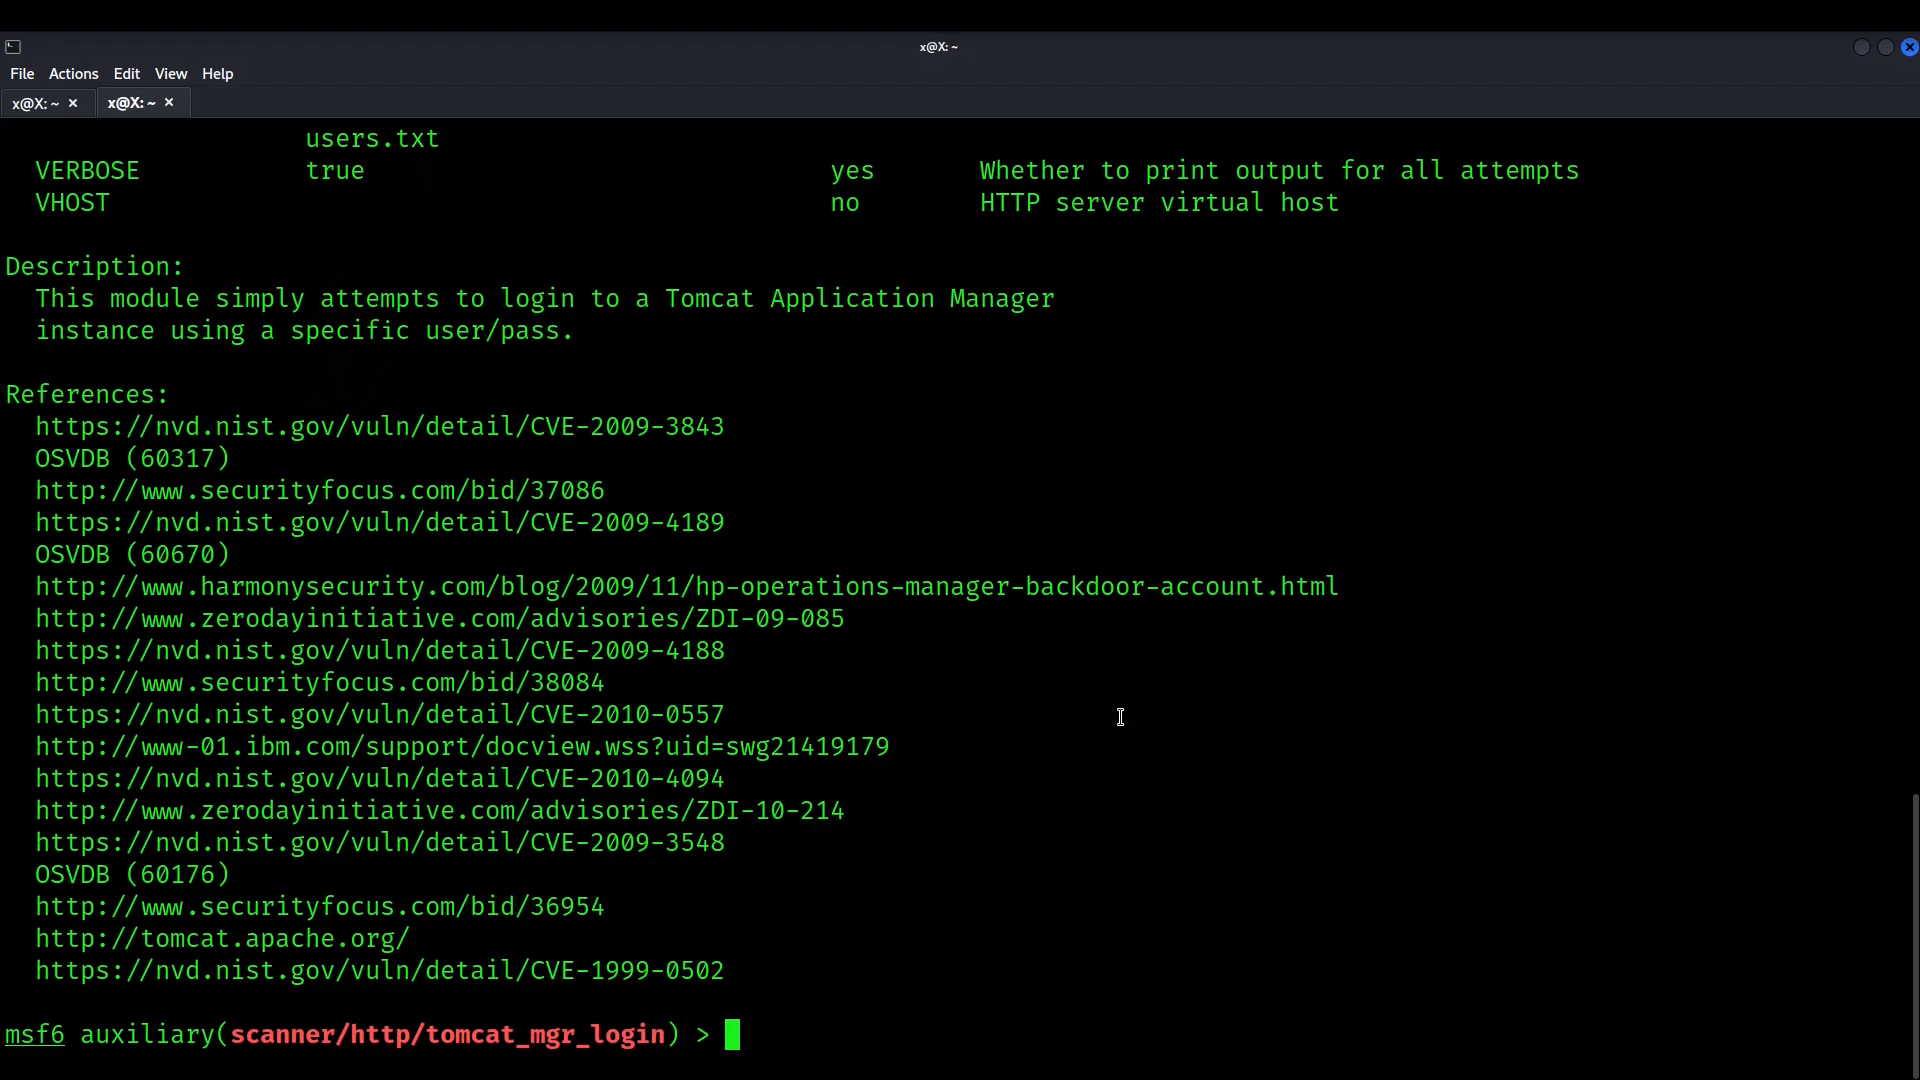 x@X: ~
File Actions Edit View Help
x@X: ~ × x@X: ~ ×
users.txt
VERBOSE true yes Whether to print output for all attempts
VHOST no HTTP server virtual host
Description:
This module simply attempts to login to a Tomcat Application Manager
instance using a specific user/pass.
References:
https://nvd.nist.gov/vuln/detail/CVE-2009-3843
OSVDB (60317)
http://www.securityfocus.com/bid/37086
https://nvd.nist.gov/vuln/detail/CVE-2009-4189
OSVDB (60670)
http://www.harmonysecurity.com/blog/2009/11/hp-operations-manager-backdoor-account.html
http://www.zerodayinitiative.com/advisories/ZDI-09-085
https://nvd.nist.gov/vuln/detail/CVE-2009-4188
http://www.securityfocus.com/bid/38084
https://nvd.nist.gov/vuln/detail/CVE-2010-0557
http://www-01.ibm.com/support/docview.wss?uid=swg21419179
https://nvd.nist.gov/vuln/detail/CVE-2010-4094
http://www.zerodayinitiative.com/advisories/ZDI-10-214
https://nvd.nist.gov/vuln/detail/CVE-2009-3548
OSVDB (60176)
http://www.securityfocus.com/bid/36954
http://tomcat.apache.org/
https://nvd.nist.gov/vuln/detail/CVE-1999-0502
msf6 auxiliary(scanner/http/tomcat_mgr_login) >